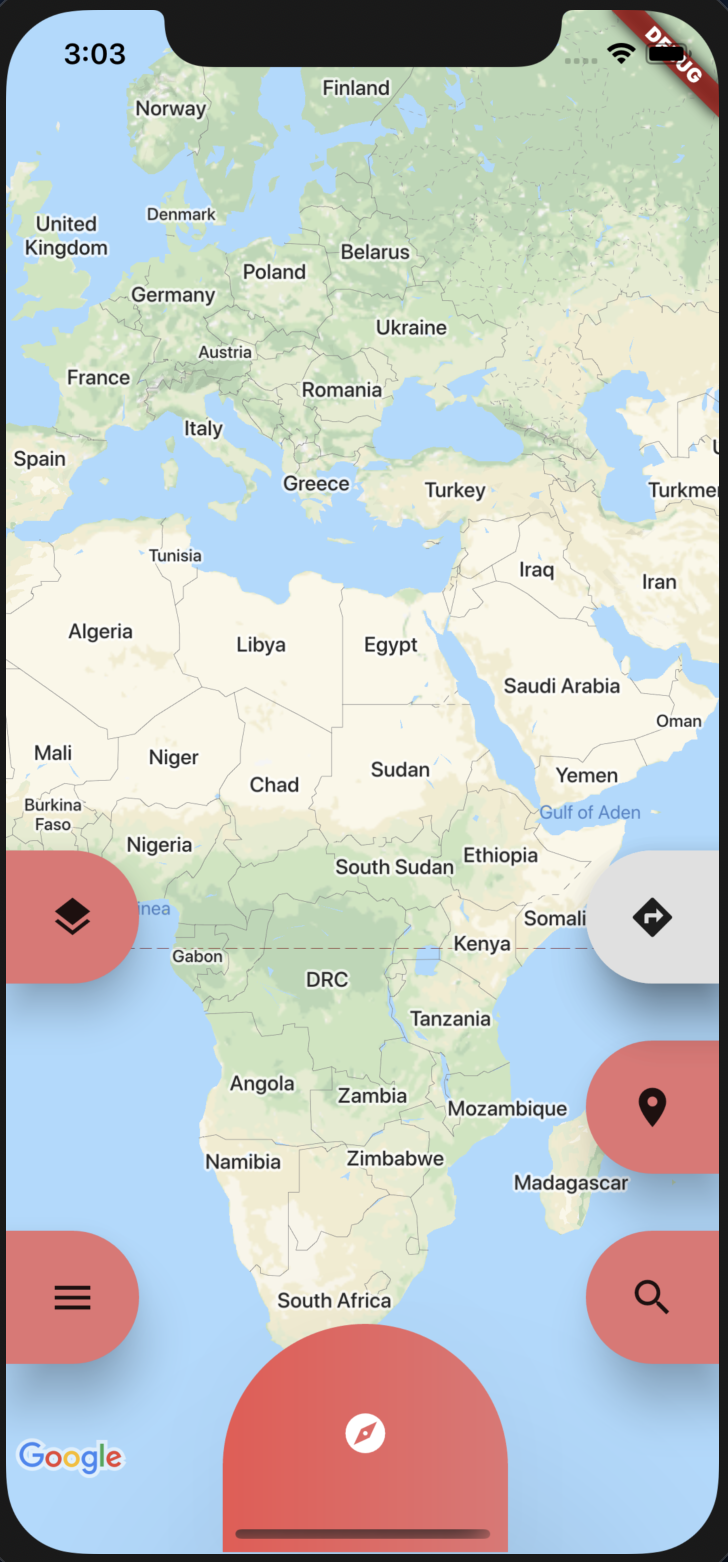 3:03
DEBUG
Finland
Norway
Denmark
United
Kingdom
Belarus
Poland
Germany
Ukraine
Austria
France
Romania
Italy
Spain
Greece
Turkey
Turkme
Tunisia
Iraq
Iran
Algeria
Libya
Egypt
Saudi Arabia
Oman
Mali
Niger
Sudan
Yemen
Chad
Burkina
Faso
Gulf of Aden
Nigeria
Ethiopia
South Sudan
inea
Somali
Kenya
Gabon
DRC
Tanzania
Angola
Zambia
Mozambique
Namibia
Zimbabwe
Madagascar
South Africa
Google